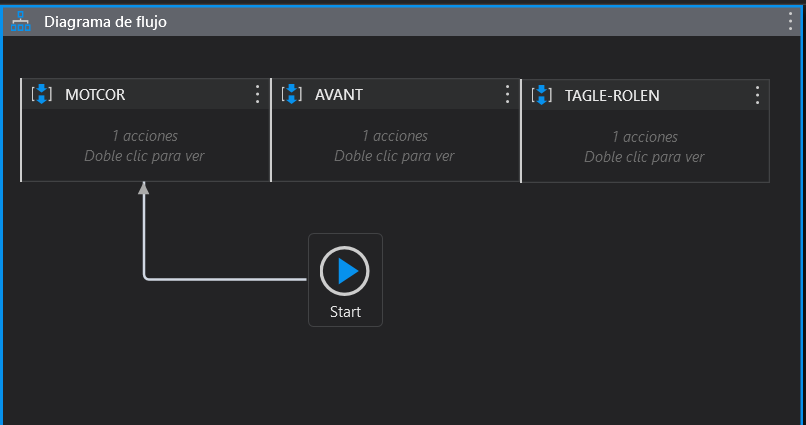 Diagrama de flujo
MOTCOR
1 acciones
Doble clic para ver
AVANT
1 acciones
Doble clic para ver
TAGLE-ROLEN
1 acciones
Doble clic para ver
Start